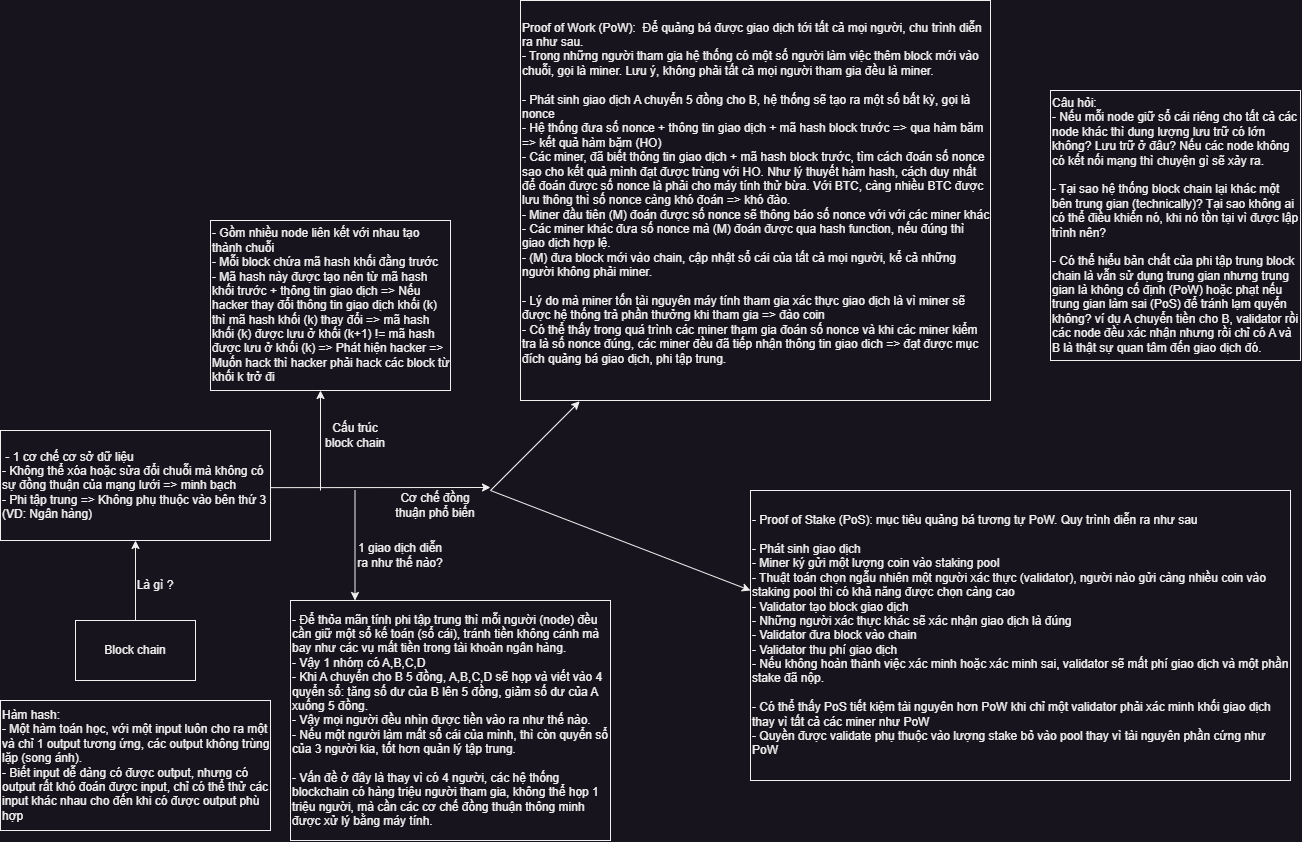 Proof of Work (PoW):  Để quảng bá được giao dịch tới tất cả mọi người, chu trình diễn
ra như sau.
- Trong những người tham gia hệ thống có một số người làm việc thêm block mới vào
chuỗi, gọi là miner. Lưu ý, không phải tất cả mọi người tham gia đều là miner.
- Phát sinh giao dịch A chuyển 5 đồng cho B, hệ thống sẽ tạo ra một số bất kỳ, gọi là
nonce
- Hệ thống đưa số nonce + thông tin giao dịch + mã hash block trước => qua hàm băm
=> kết quả hàm băm (HO)
- Các miner, đã biết thông tin giao dịch + mã hash block trước, tìm cách đoán số nonce
sao cho kết quả mình đạt được trùng với HO. Như lý thuyết hàm hash, cách duy nhất
để đoán được số nonce là phải cho máy tính thử bừa. Với BTC, càng nhiều BTC được
lưu thông thì số nonce càng khó đoán => khó đào.
- Miner đầu tiên (M) đoán được số nonce sẽ thông báo số nonce với với các miner khác
- Các miner khác đưa số nonce mà (M) đoán được qua hash function, nếu đúng thì
giao dịch hợp lệ.
- (M) đưa block mới vào chain, cập nhật sổ cái của tất cả mọi người, kể cả những
người không phải miner.
- Lý do mà miner tốn tài nguyên máy tính tham gia xác thực giao dịch là vì miner sẽ
được hệ thống trả phần thưởng khi tham gia => đào coin
- Có thể thấy trong quá trình các miner tham gia đoán số nonce và khi các miner kiểm
tra là số nonce đúng, các miner đều đã tiếp nhận thông tin giao dich => đạt được mục
đích quảng bá giao dịch, phi tập trung.
Câu hỏi:
- Nếu mỗi node giữ sổ cái riêng cho tất cả các
node khác thì dung lượng lưu trữ có lớn
không? Lưu trữ ở đâu? Nếu các node không
có kết nối mạng thì chuyện gì sẽ xảy ra.
- Tại sao hệ thống block chain lại khác một
bên trung gian (technically)? Tại sao không ai
có thể điều khiển nó, khi nó tồn tại vì được lập
trình nên?
- Có thể hiểu bản chất của phi tập trung block
chain là vẫn sử dụng trung gian nhưng trung
gian là không cố định (PoW) hoặc phạt nếu
trung gian làm sai (PoS) để tránh lạm quyền
không? ví dụ A chuyển tiền cho B, validator rồi
các node đều xác nhận nhưng rồi chỉ có A và
B là thật sự quan tâm đến giao dịch đó.
- Gồm nhiều node liên kết với nhau tạo
thành chuỗi
- Mỗi block chứa mã hash khối đằng trước
- Mã hash này được tạo nên từ mã hash
khối trước + thông tin giao dịch => Nếu
hacker thay đổi thông tin giao dịch khối (k)
thì mã hash khối (k) thay đổi => mã hash
khối (k) được lưu ở khối (k+1) != mã hash
được lưu ở khối (k) => Phát hiện hacker =>
Muốn hack thì hacker phải hack các block từ
khối k trở đi
Cấu trúc
block chain
- 1 cơ chế cơ sở dữ liệu
- Không thể xóa hoặc sửa đổi chuỗi mà không có
sự đồng thuận của mạng lưới => minh bạch
- Phi tập trung => Không phụ thuộc vào bên thứ 3
(VD: Ngân hàng)
Cơ chế đồng
thuận phổ biến
1 giao dịch diễn
ra như thế nào?
Là gì ?
Block chain
- Proof of Stake (PoS): mục tiêu quảng bá tương tự PoW. Quy trình diễn ra như sau
- Phát sinh giao dịch
- Miner ký gửi một lượng coin vào staking pool
- Thuật toán chọn ngẫu nhiên một người xác thực (validator), người nào gửi càng nhiều coin vào
staking pool thì có khả năng được chọn càng cao
- Validator tạo block giao dịch
- Những người xác thực khác sẽ xác nhận giao dịch là đúng
- Validator đưa block vào chain
- Validator thu phí giao dịch
- Nếu không hoàn thành việc xác minh hoặc xác minh sai, validator sẽ mất phí giao dịch và một phần
stake đã nộp.
- Có thể thấy PoS tiết kiệm tài nguyên hơn PoW khi chỉ một validator phải xác minh khối giao dịch
thay vì tất cả các miner như PoW
- Quyền được validate phụ thuộc vào lượng stake bỏ vào pool thay vì tài nguyên phần cứng như
PoW
- Để thỏa mãn tính phi tập trung thì mỗi người (node) đều
cần giữ một sổ kế toán (sổ cái), tránh tiền không cánh mà
bay như các vụ mất tiền trong tài khoản ngân hàng.
- Vậy 1 nhóm có A,B,C,D
- Khi A chuyển cho B 5 đồng, A,B,C,D sẽ họp và viết vào 4
quyển sổ: tăng số dư của B lên 5 đồng, giảm số dư của A
xuống 5 đồng.
- Vậy mọi người đều nhìn được tiền vào ra như thế nào.
- Nếu một người làm mất sổ cái của mình, thì còn quyển sổ
của 3 người kia, tốt hơn quản lý tập trung.
- Vấn đề ở đây là thay vì có 4 người, các hệ thống
blockchain có hàng triệu người tham gia, không thể họp 1
triệu người, mà cần các cơ chế đồng thuận thông minh
được xử lý bằng máy tính.
Hàm hash:
- Một hàm toán học, với một input luôn cho ra một
và chỉ 1 output tương ứng, các output không trùng
lặp (song ánh).
- Biết input dễ dàng có được output, nhưng có
output rất khó đoán được input, chỉ có thể thử các
input khác nhau cho đến khi có được output phù
hợp